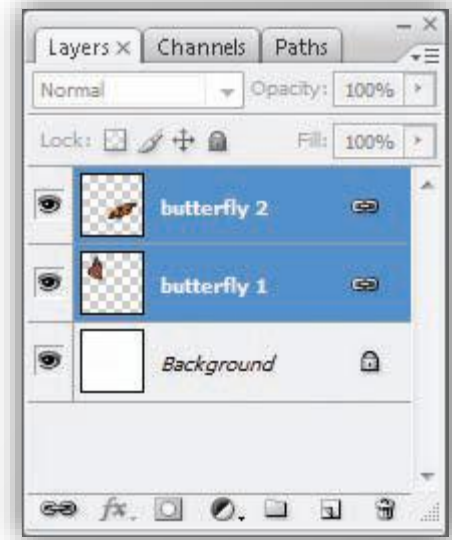 Layers × Channels Paths
Normal Opacity: 100%
Lock: Fill: 100%
butterfly 2
butterfly 1
Background
fx.